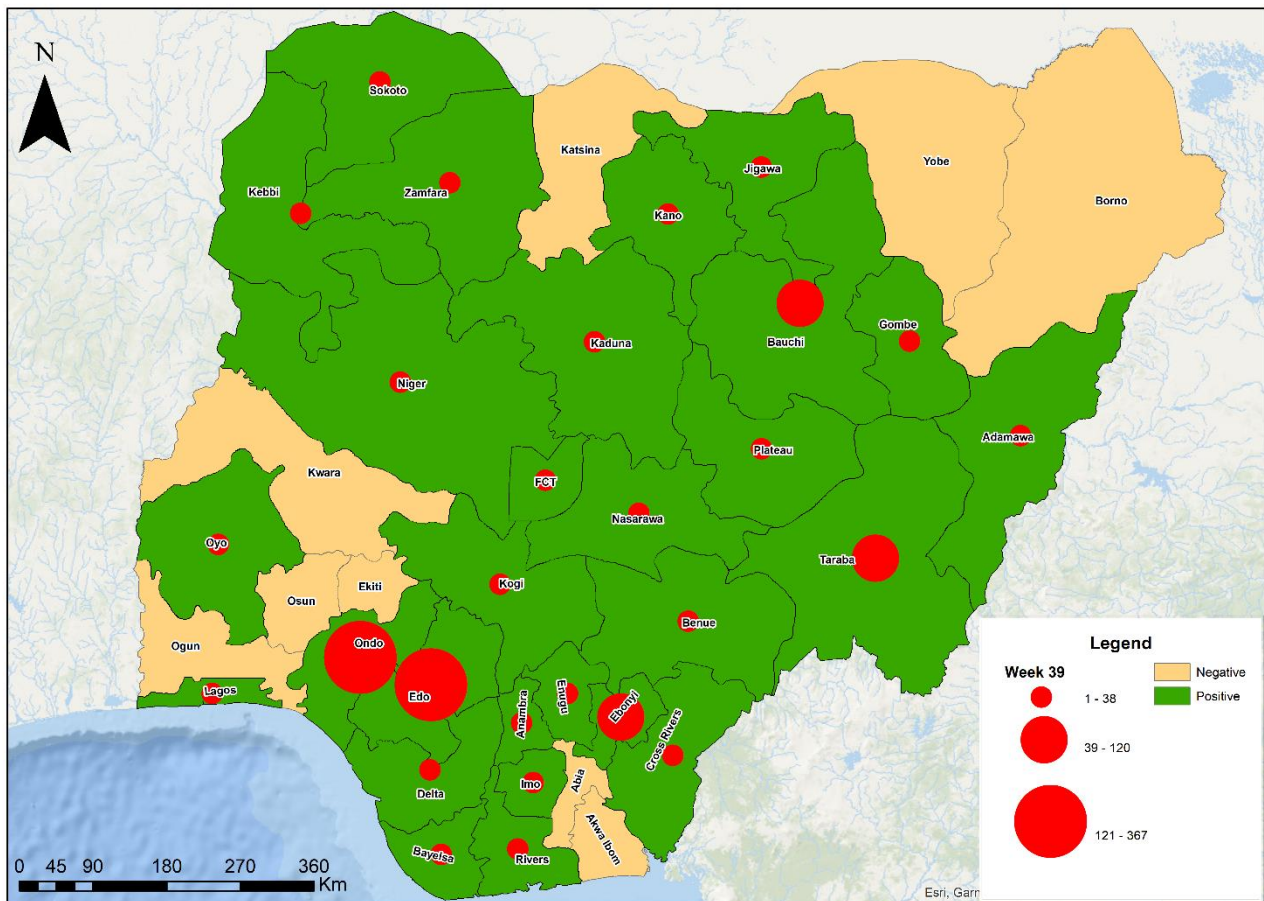 N
Sokoto
Katsina
Yobe
Jigawa
Kebbi
Zamfara
Borno
Kano
Gombe
Kaduna
Bauchi
Niger
Adamawa
Plateau
Kwara
FCT
Nasarawa
Oyo
Taraba
Kogi
Ekiti
Osun
Benue
Ondo
Ogun
Lagos
Edo
Enugu
Ebonyi
Anambra
Cross Rivers
Abia
Imo
Delta
Akwa Ibom
Bayelsa
Rivers
Legend
Week 39
Negative
1 - 38
Positive
39 - 120
121 - 367
0 45 90 180 270 360
Km
Esri, Garn